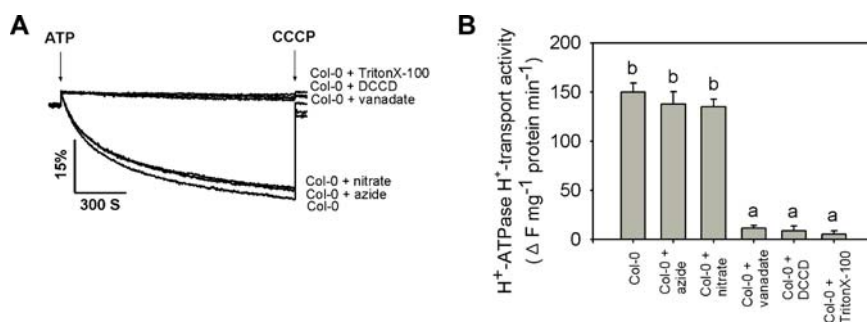 A
ATP
CCCP
Col-0 + TritonX-100
Col-0 + DCCD
Col-0 + vanadate
15%
300 S
Col-0 + nitrate
Col-0 + azide
Col-0
B
H+-ATPase H+-transport activity
( Δ F mg-1 protein min-1)
200
150
100
50
0
b
b
b
a
a
a
Col-0
Col-0 +
azide
Col-0 +
nitrate
Col-0 +
vanadate
Col-0 +
DCCD
Col-0 +
TritonX-100